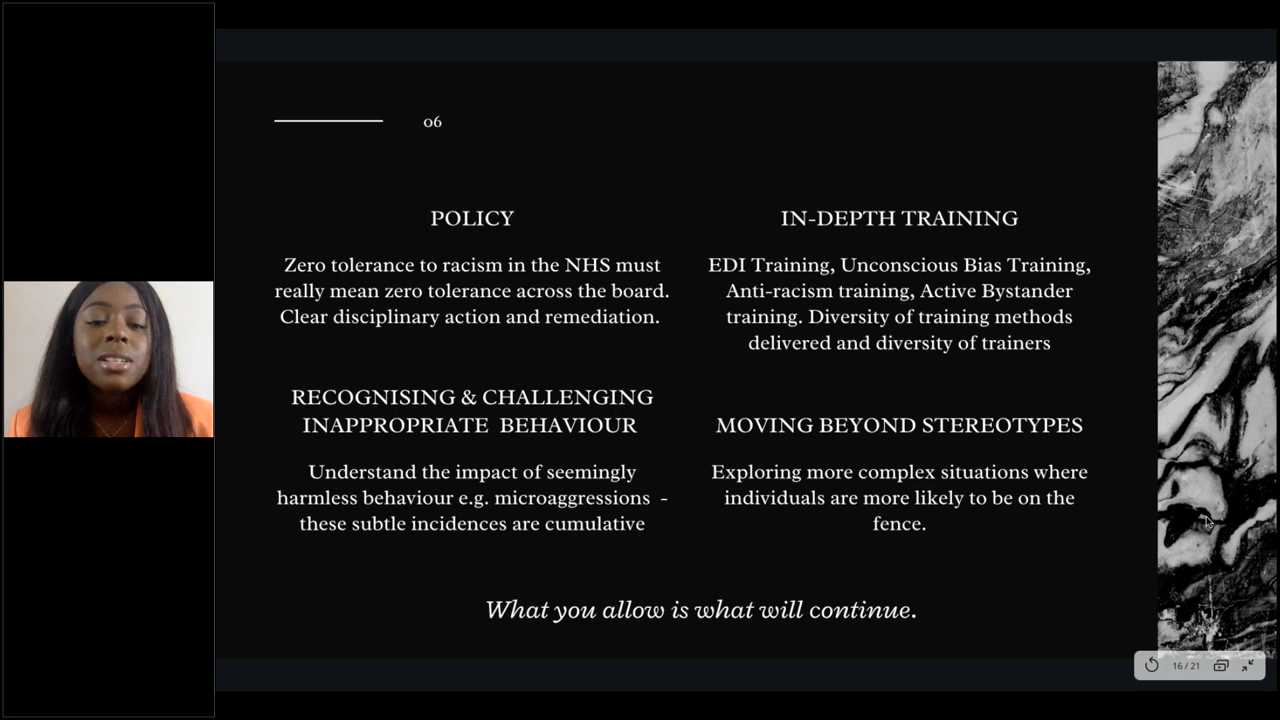 06
POLICY
Zero tolerance to racism in the NHS must
really mean zero tolerance across the board.
Clear disciplinary action and remediation.
IN-DEPTH TRAINING
EDI Training, Unconscious Bias Training,
Anti-racism training, Active Bystander
training. Diversity of training methods
delivered and diversity of trainers
RECOGNISING & CHALLENGING
INAPPROPRIATE BEHAVIOUR
Understand the impact of seemingly
harmless behaviour e.g. microaggressions -
these subtle incidences are cumulative
MOVING BEYOND STEREOTYPES
Exploring more complex situations where
individuals are more likely to be on the
fence.
What you allow is what will continue.
16 / 21